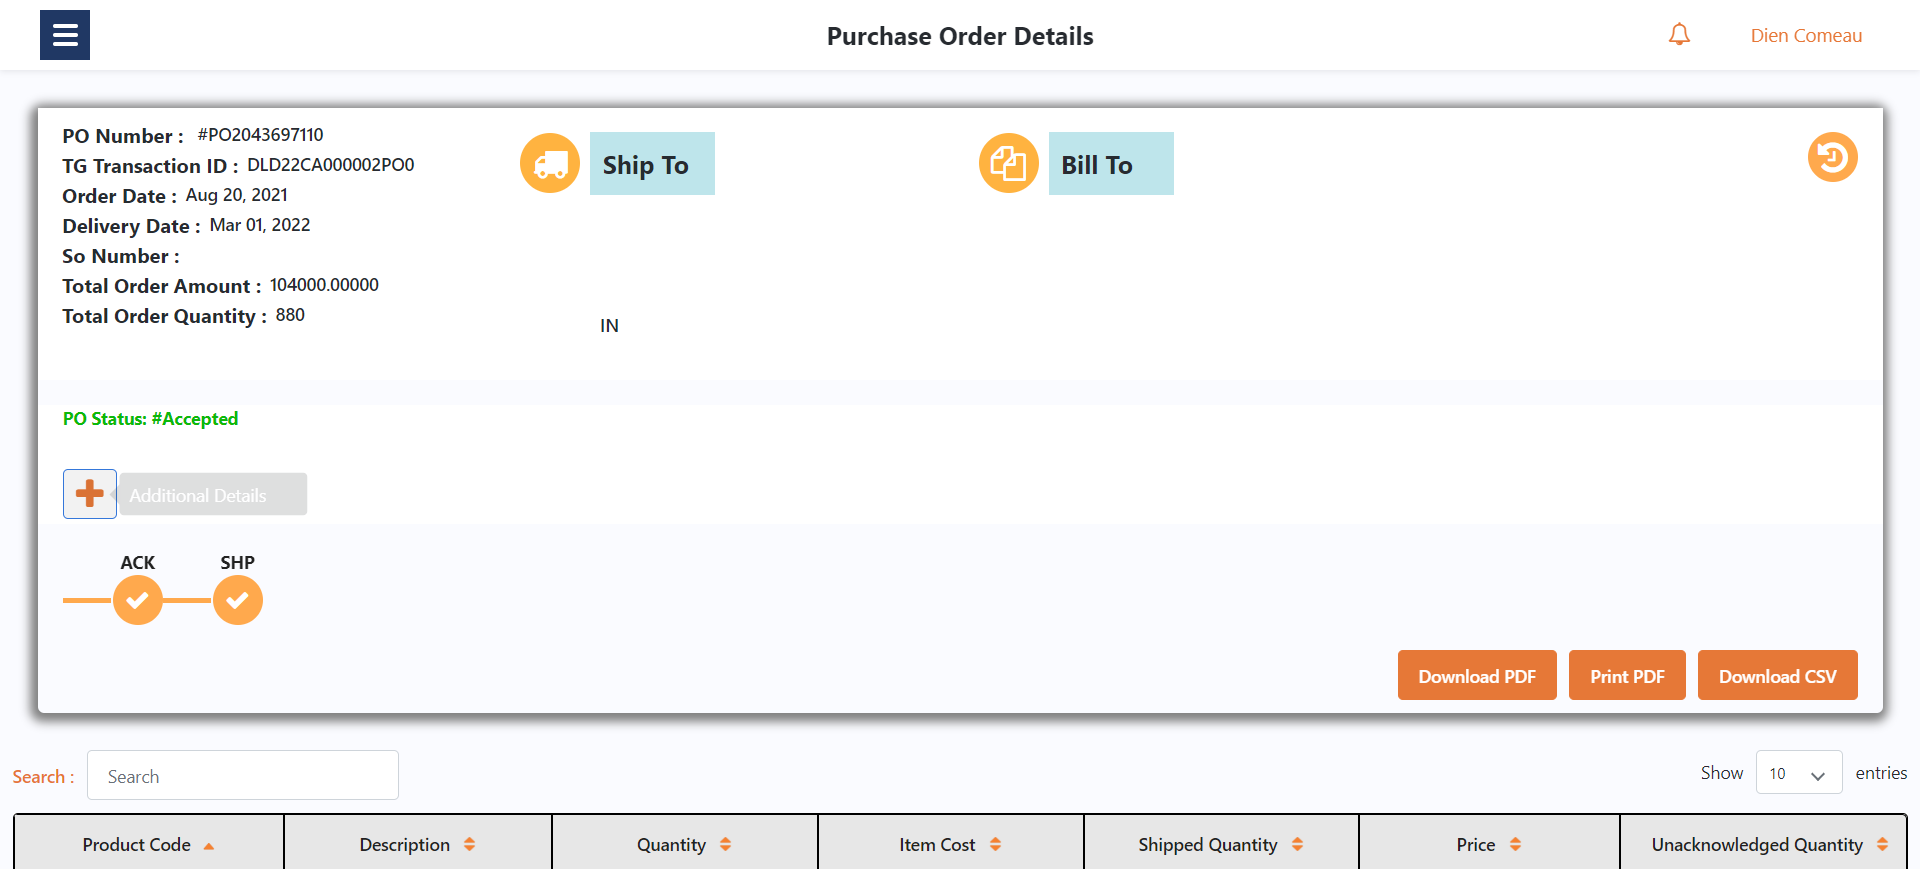 Purchase Order Details
Dien Comeau
PO Number : #PO2043697110
TG Transaction ID : DLD22CA000002PO0
Order Date : Aug 20, 2021
Delivery Date : Mar 01, 2022
So Number :
Total Order Amount : 104000.00000
Total Order Quantity : 880
Ship To
IN
Bill To
PO Status: #Accepted
Additional Details
ACK SHP
Download PDF Print PDF Download CSV
Search : Search
Show 10 entries
Product Code Description Quantity Item Cost Shipped Quantity Price Unacknowledged Quantity